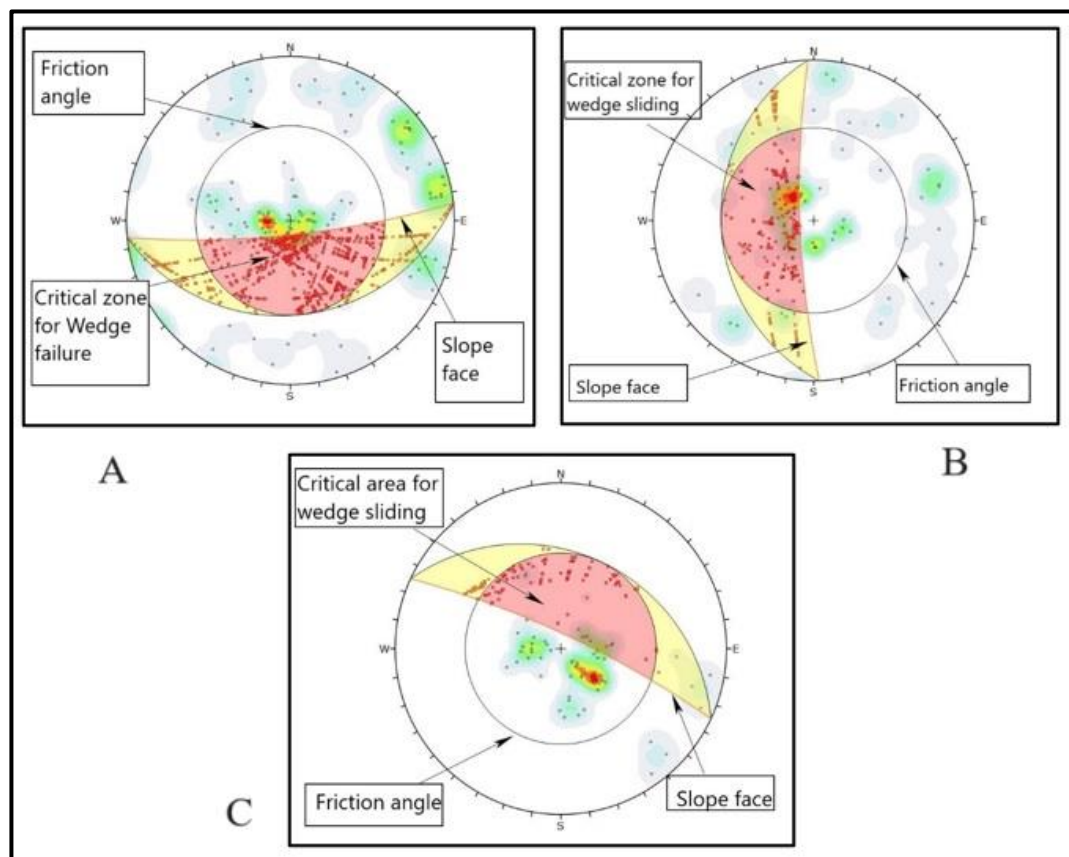 N
Friction
angle
W
E
Critical zone
for Wedge
failure
Slope
face
S
A
N
Critical zone for
wedge sliding
W
E
Slope face
Friction angle
S
B
N
Critical area for
wedge sliding
W
E
Friction angle
Slope face
S
C